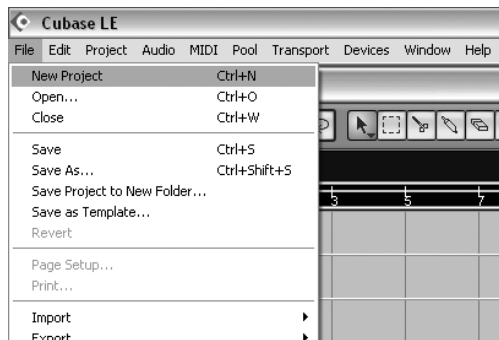 Cubase LE
File Edit Project Audio MIDI Pool Transport Devices Window Help
New Project Ctrl+N
Open... Ctrl+O
Close Ctrl+W
Save Ctrl+S
Save As... Ctrl+Shift+S
Save Project to New Folder...
Save as Template...
Revert
Page Setup...
Print...
Import
Export
3 5 7